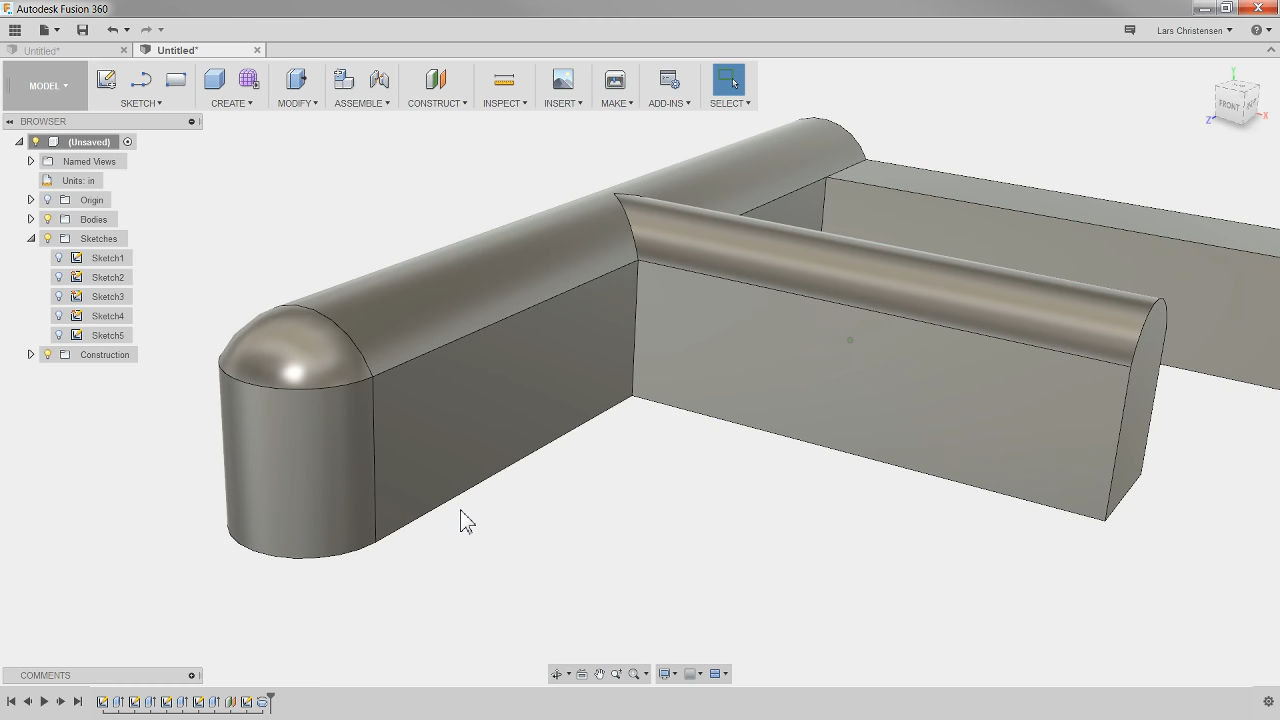 Autodesk Fusion 360
Lars Christensen
Untitled*
Untitled*
MODEL
SKETCH
CREATE
MODIFY
ASSEMBLE
CONSTRUCT
INSPECT
INSERT
MAKE
ADD-INS
SELECT
BROWSER
(Unsaved)
Named Views
Units: in
Origin
Bodies
Sketches
Sketch1
Sketch2
Sketch3
Sketch4
Sketch5
Construction
Y
FRONT
Z
X
COMMENTS